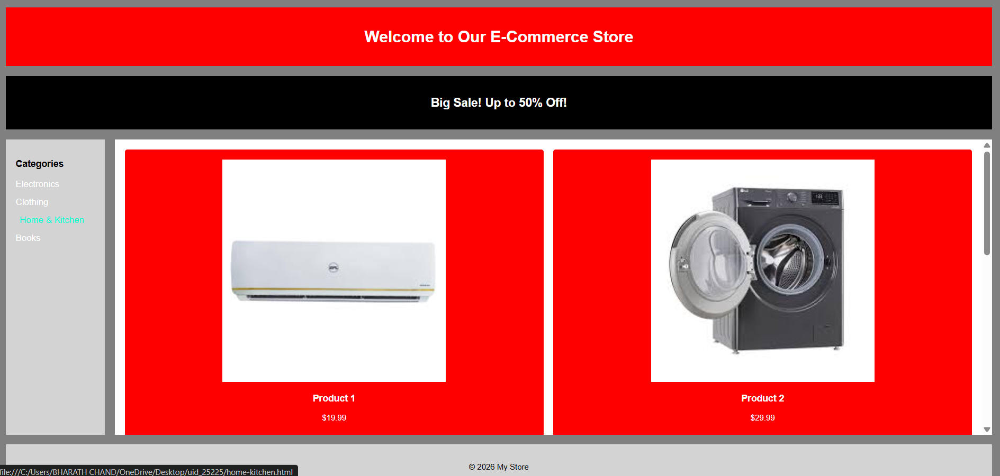 Welcome to Our E-Commerce Store
Big Sale! Up to 50% Off!
Categories
Electronics
Clothing
Home & Kitchen
Books
BPL
LG
Product 1
$19.99
Product 2
$29.99
© 2026 My Store
file:///C:/Users/BHARATH CHAND/OneDrive/Desktop/uid_25225/home-kitchen.html